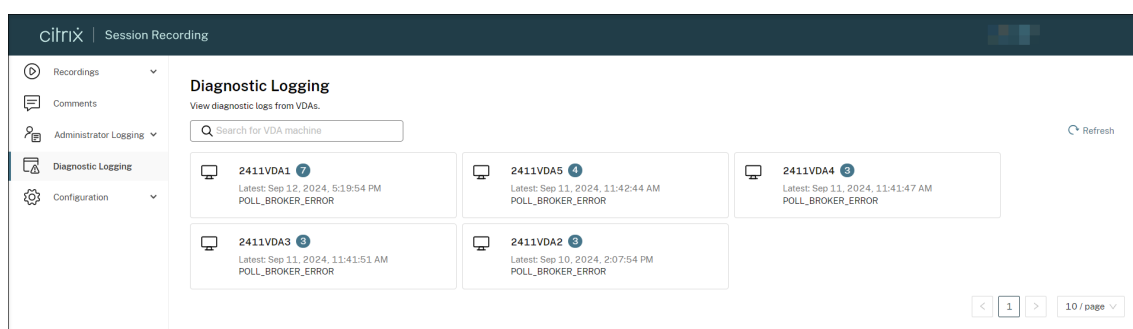 citrix | Session Recording
Recordings
Comments
Administrator Logging
Diagnostic Logging
Configuration
Diagnostic Logging
View diagnostic logs from VDAs.
Search for VDA machine
Refresh
2411VDA1 7
Latest: Sep 12, 2024, 5:19:54 PM
POLL_BROKER_ERROR
2411VDA5 4
Latest: Sep 11, 2024, 11:42:44 AM
POLL_BROKER_ERROR
2411VDA4 3
Latest: Sep 11, 2024, 11:41:47 AM
POLL_BROKER_ERROR
2411VDA3 3
Latest: Sep 11, 2024, 11:41:51 AM
POLL_BROKER_ERROR
2411VDA2 3
Latest: Sep 10, 2024, 2:07:54 PM
POLL_BROKER_ERROR
< 1 > 10 / page